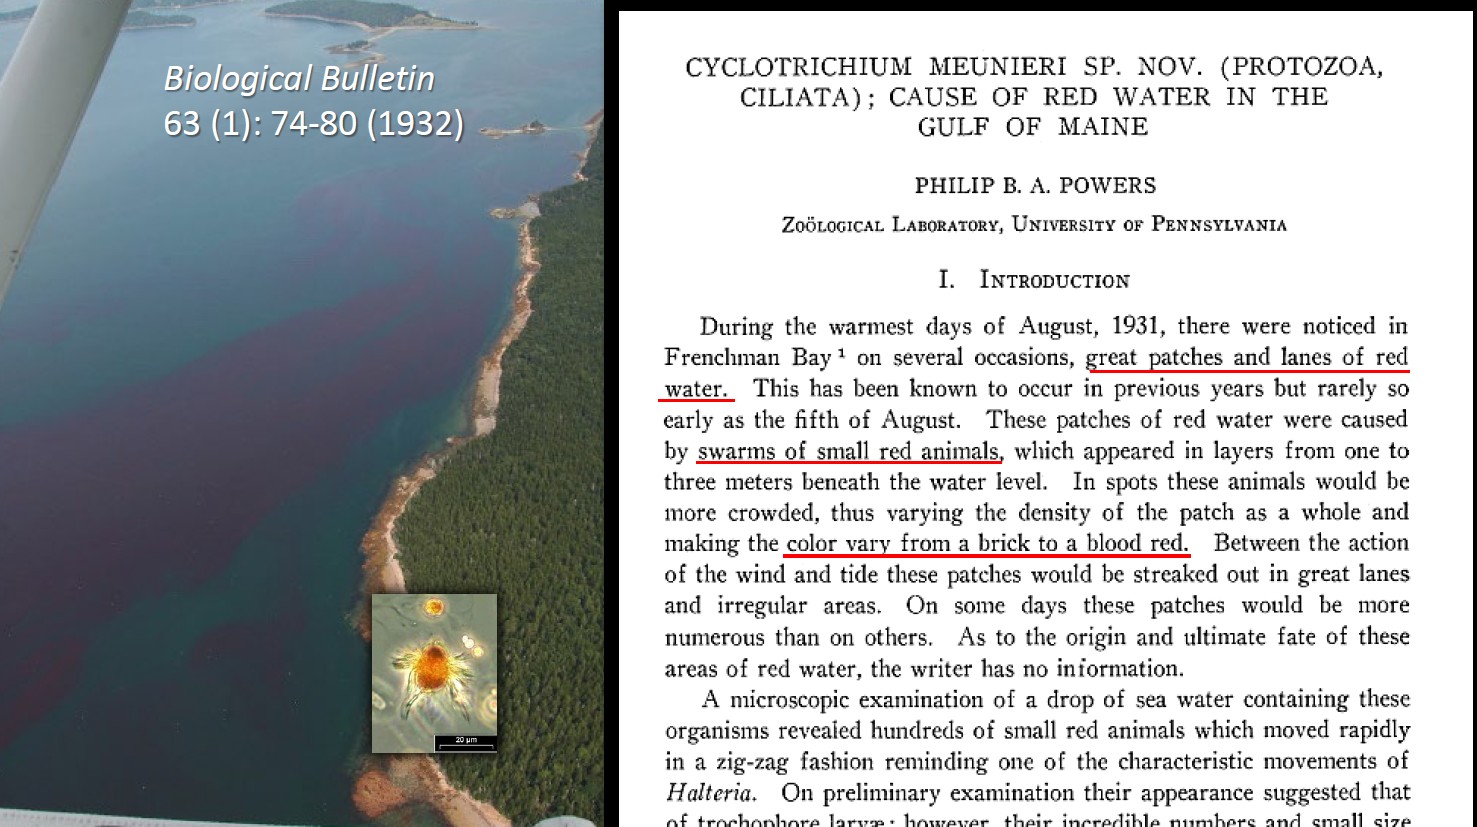 Biological Bulletin
63 (1): 74-80 (1932)
20 µm
CYCLOTRICHIUM MEUNIERI SP. NOV. (PROTOZOA,
CILIATA); CAUSE OF RED WATER IN THE
GULF OF MAINE
PHILIP B. A. POWERS
ZOÖLOGICAL LABORATORY, UNIVERSITY OF PENNSYLVANIA
I. INTRODUCTION
During the warmest days of August, 1931, there were noticed in
Frenchman Bay ¹ on several occasions, great patches and lanes of red
water. This has been known to occur in previous years but rarely so
early as the fifth of August. These patches of red water were caused
by swarms of small red animals, which appeared in layers from one to
three meters beneath the water level. In spots these animals would be
more crowded, thus varying the density of the patch as a whole and
making the color vary from a brick to a blood red. Between the action
of the wind and tide these patches would be streaked out in great lanes
and irregular areas. On some days these patches would be more
numerous than on others. As to the origin and ultimate fate of these
areas of red water, the writer has no information.
A microscopic examination of a drop of sea water containing these
organisms revealed hundreds of small red animals which moved rapidly
in a zig-zag fashion reminding one of the characteristic movements of
Halteria. On preliminary examination their appearance suggested that
of trochophore larvæ; however, their incredible numbers and small size